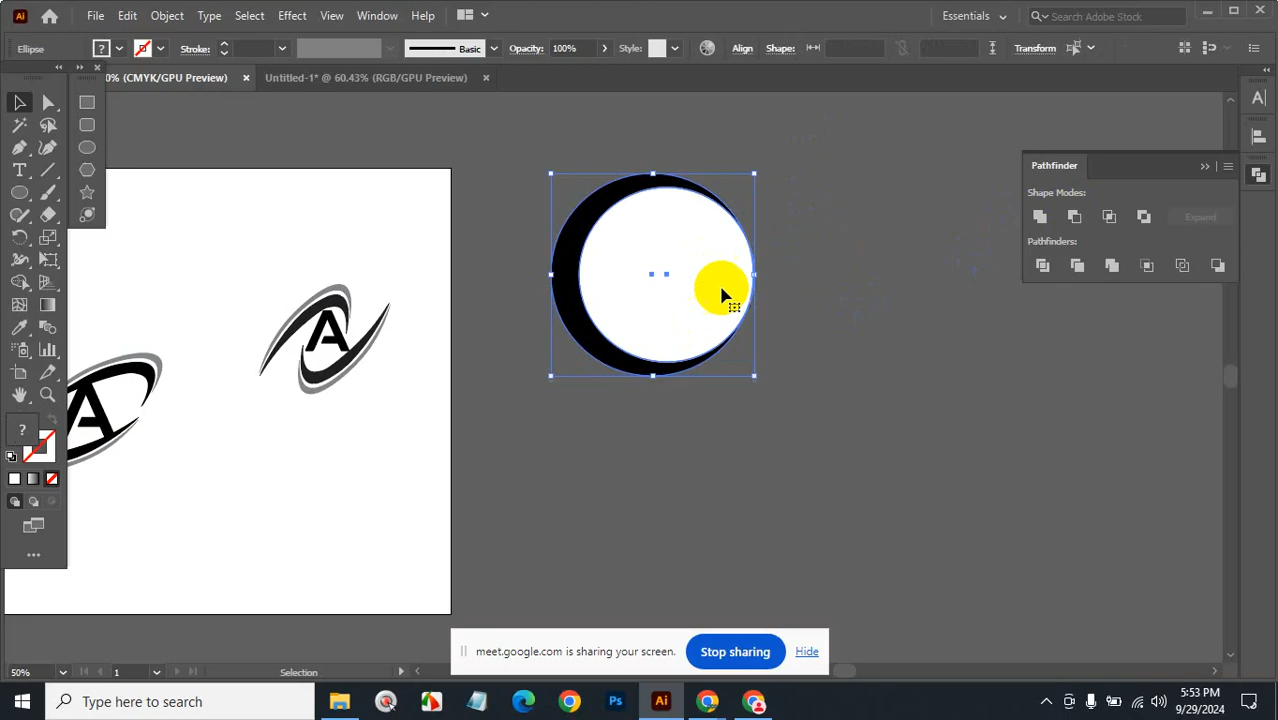 Ai File Edit Object Type Select Effect View Window Help Essentials Search Adobe Stock
Ellipse ? Stroke: Basic Opacity: 100% Style: Align Shape: Transform
0% (CMYK/GPU Preview) × Untitled-1* @ 60.43% (RGB/GPU Preview) ×
Pathfinder
Shape Modes:
Expand
Pathfinders:
A
A
?
meet.google.com is sharing your screen. Stop sharing Hide
50% 1 Selection
Type here to search Ps Ai 5:53 PM
9/29/2024